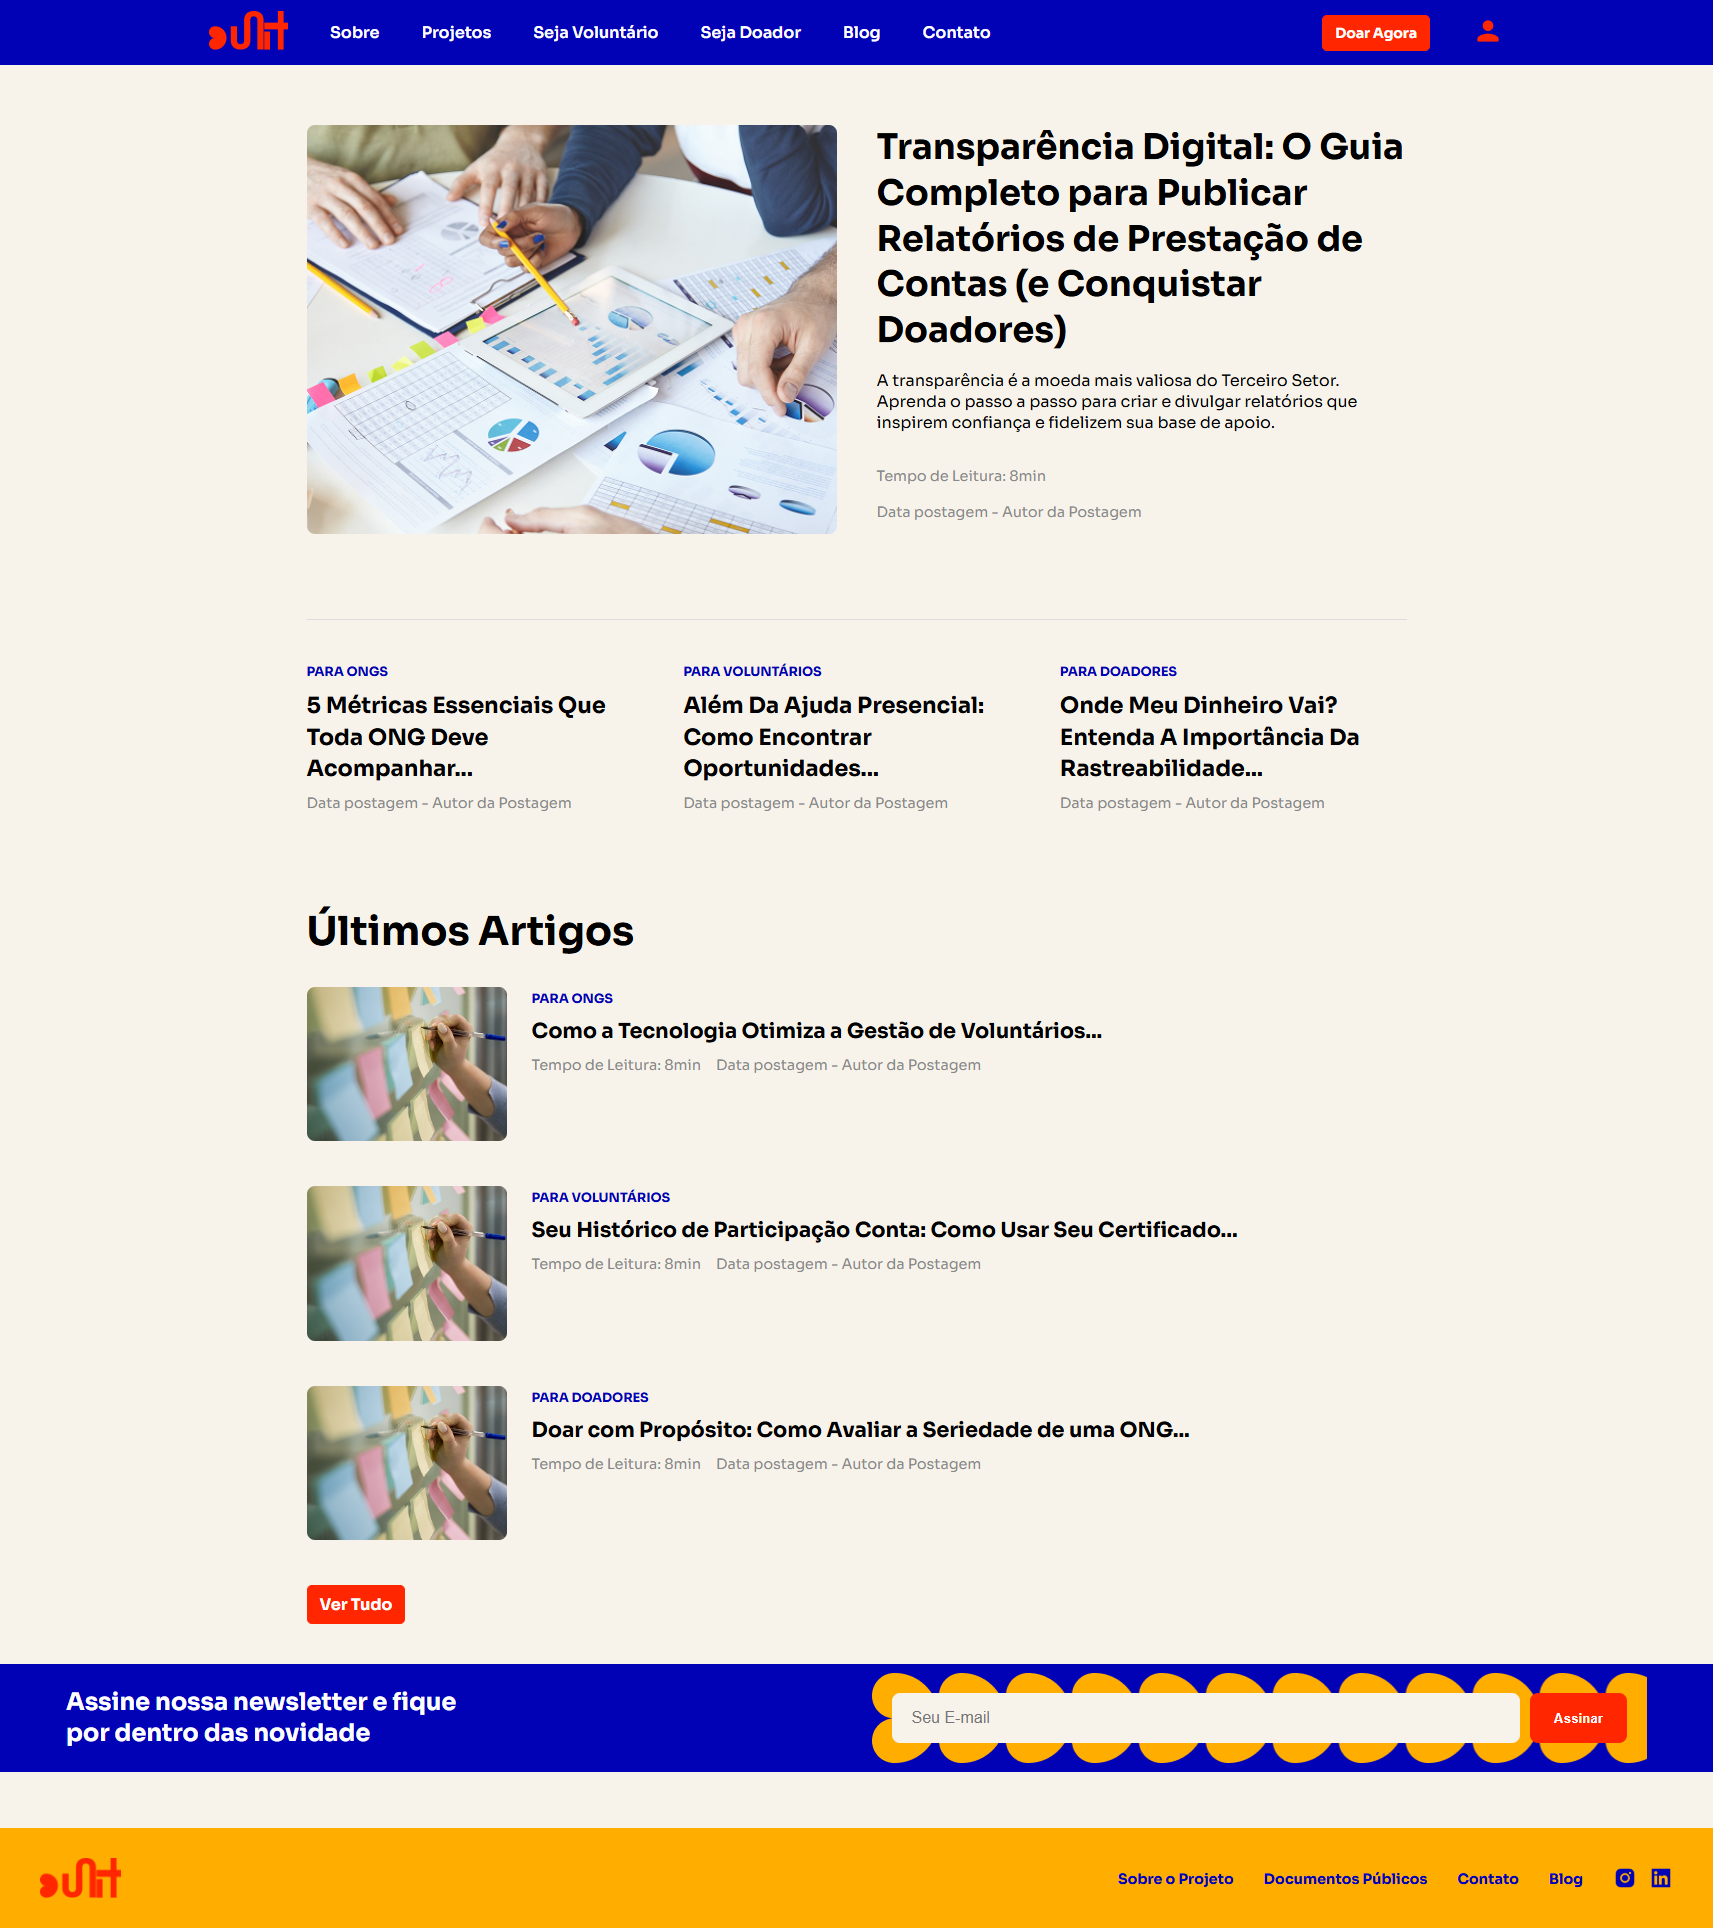 unit
Sobre
Projetos
Seja Voluntário
Seja Doador
Blog
Contato
Doar Agora
Transparência Digital: O Guia
Completo para Publicar
Relatórios de Prestação de
Contas (e Conquistar
Doadores)
A transparência é a moeda mais valiosa do Terceiro Setor.
Aprenda o passo a passo para criar e divulgar relatórios que
inspirem confiança e fidelizem sua base de apoio.
Tempo de Leitura: 8min
Data postagem - Autor da Postagem
PARA ONGS
5 Métricas Essenciais Que
Toda ONG Deve
Acompanhar...
Data postagem - Autor da Postagem
PARA VOLUNTÁRIOS
Além Da Ajuda Presencial:
Como Encontrar
Oportunidades...
Data postagem - Autor da Postagem
PARA DOADORES
Onde Meu Dinheiro Vai?
Entenda A Importância Da
Rastreabilidade...
Data postagem - Autor da Postagem
Últimos Artigos
PARA ONGS
Como a Tecnologia Otimiza a Gestão de Voluntários...
Tempo de Leitura: 8min Data postagem - Autor da Postagem
PARA VOLUNTÁRIOS
Seu Histórico de Participação Conta: Como Usar Seu Certificado...
Tempo de Leitura: 8min Data postagem - Autor da Postagem
PARA DOADORES
Doar com Propósito: Como Avaliar a Seriedade de uma ONG...
Tempo de Leitura: 8min Data postagem - Autor da Postagem
Ver Tudo
Assine nossa newsletter e fique
por dentro das novidade
Seu E-mail
Assinar
unit
Sobre o Projeto
Documentos Públicos
Contato
Blog
in